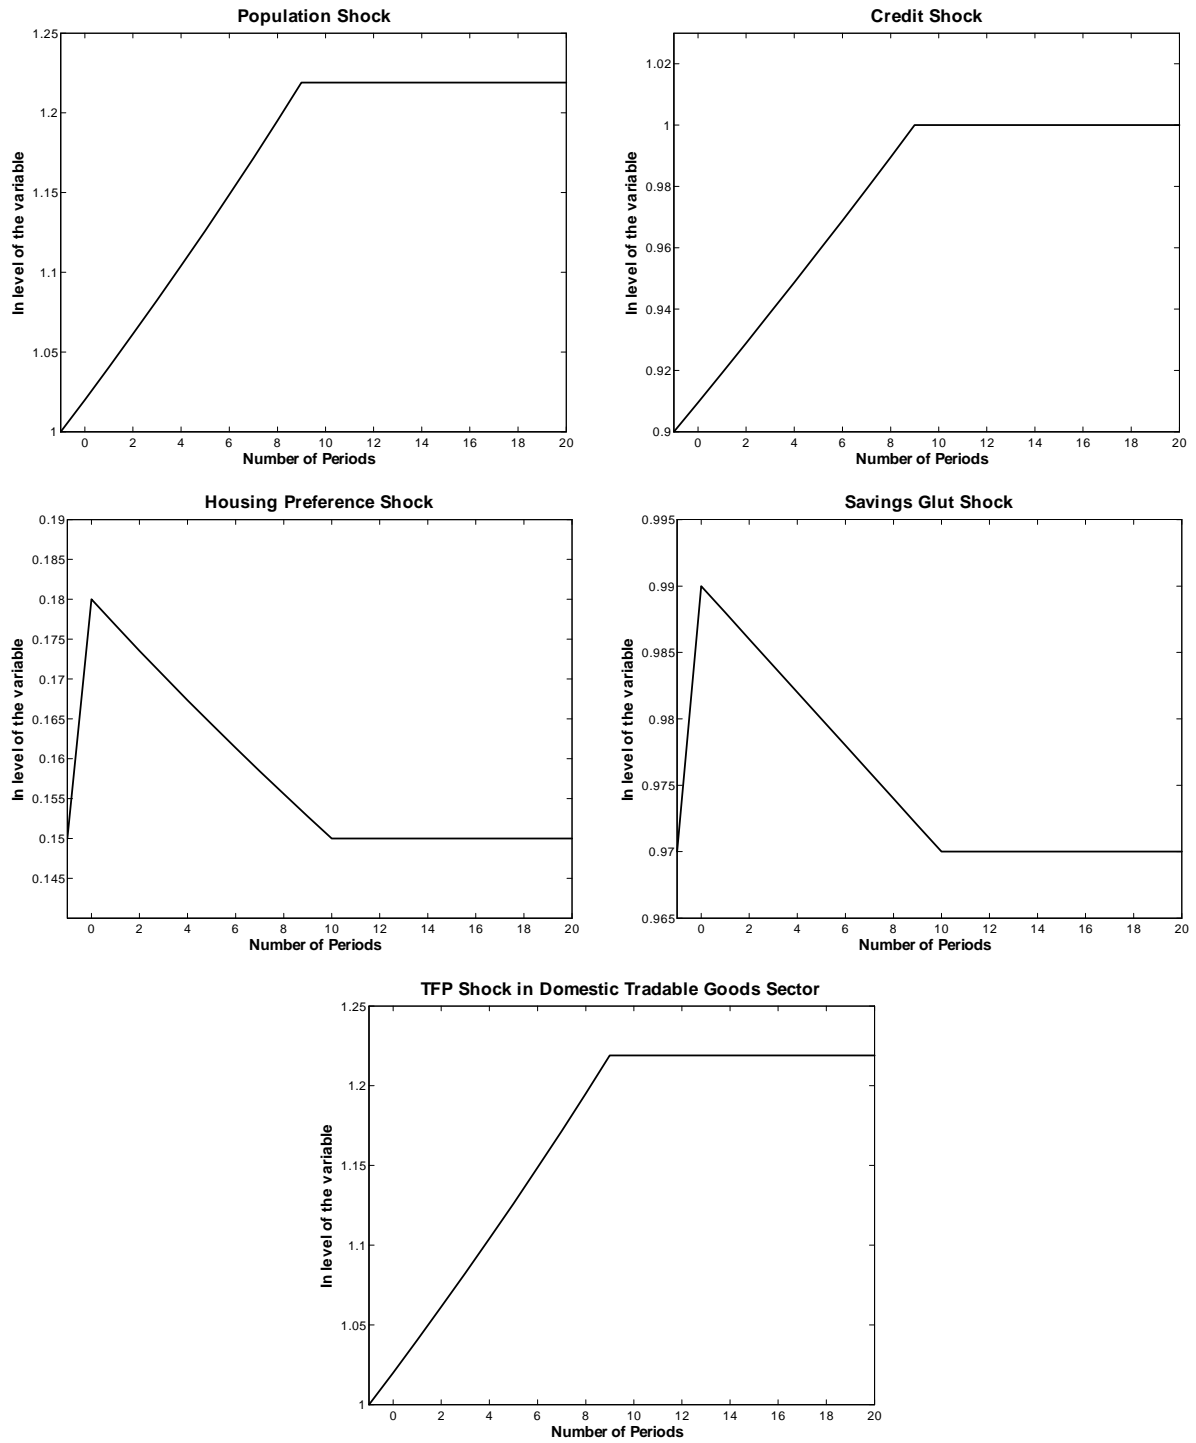 Population Shock
1.25
1.2
1.15
1.1
1.05
1
0 2 4 6 8 10 12 14 16 18 20
Number of Periods
In level of the variable
Credit Shock
1.02
1
0.98
0.96
0.94
0.92
0.9
0 2 4 6 8 10 12 14 16 18 20
Number of Periods
In level of the variable
Housing Preference Shock
0.19
0.185
0.18
0.175
0.17
0.165
0.16
0.155
0.15
0.145
0 2 4 6 8 10 12 14 16 18 20
Number of Periods
In level of the variable
Savings Glut Shock
0.995
0.99
0.985
0.98
0.975
0.97
0.965
0 2 4 6 8 10 12 14 16 18 20
Number of Periods
In level of the variable
TFP Shock in Domestic Tradable Goods Sector
1.25
1.2
1.15
1.1
1.05
1
0 2 4 6 8 10 12 14 16 18 20
Number of Periods
In level of the variable